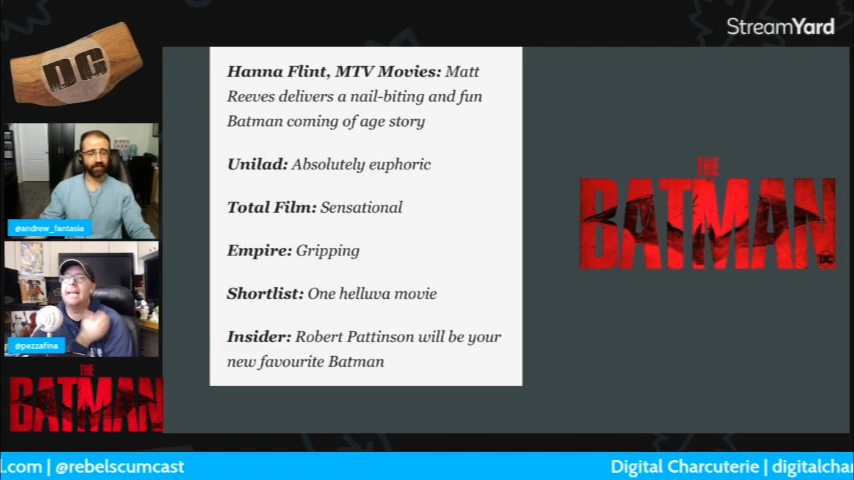 StreamYard
DC
Hanna Flint, MTV Movies: Matt
Reeves delivers a nail-biting and fun
Batman coming of age story
Unilad: Absolutely euphoric
Total Film: Sensational
Empire: Gripping
Shortlist: One helluva movie
Insider: Robert Pattinson will be your
new favourite Batman
THE
BATMAN
DC
@andrew_fantasia
@pezzafina
THE
BATMAN
l.com | @rebelscumcast
Digital Charcuterie | digitalchar